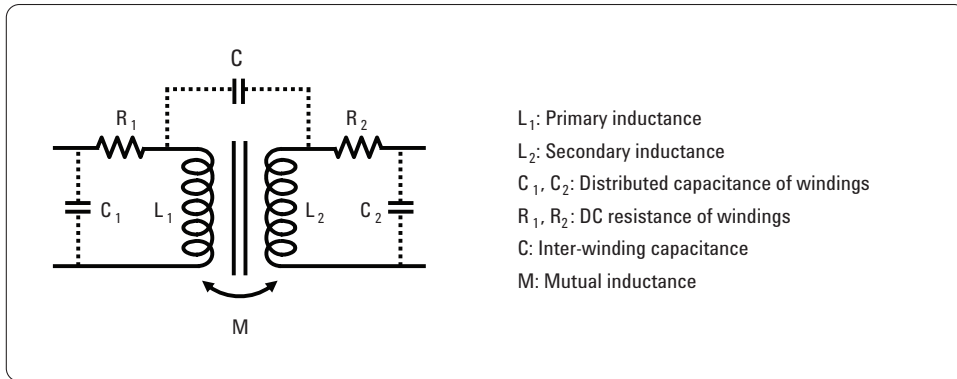 C
R1
R2
C1
L1
L2
C2
M
L1: Primary inductance
L2: Secondary inductance
C1, C2: Distributed capacitance of windings
R1, R2: DC resistance of windings
C: Inter-winding capacitance
M: Mutual inductance